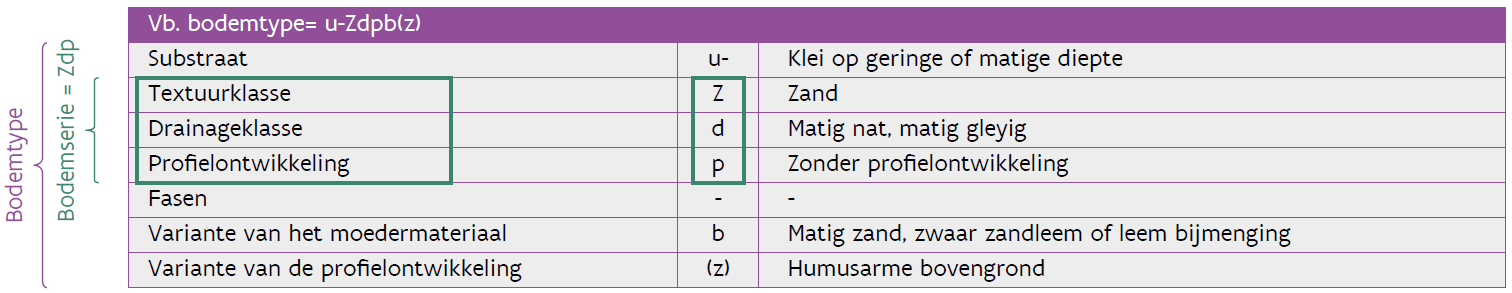 Vb. bodemtype= u-Zdpb(z)
Bodemtype
Bodemserie = Zdp
Substraat u- Klei op geringe of matige diepte
Textuurklasse Z Zand
Drainageklasse d Matig nat, matig gleyig
Profielontwikkeling p Zonder profielontwikkeling
Fasen - -
Variante van het moedermateriaal b Matig zand, zwaar zandleem of leem bijmenging
Variante van de profielontwikkeling (z) Humusarme bovengrond